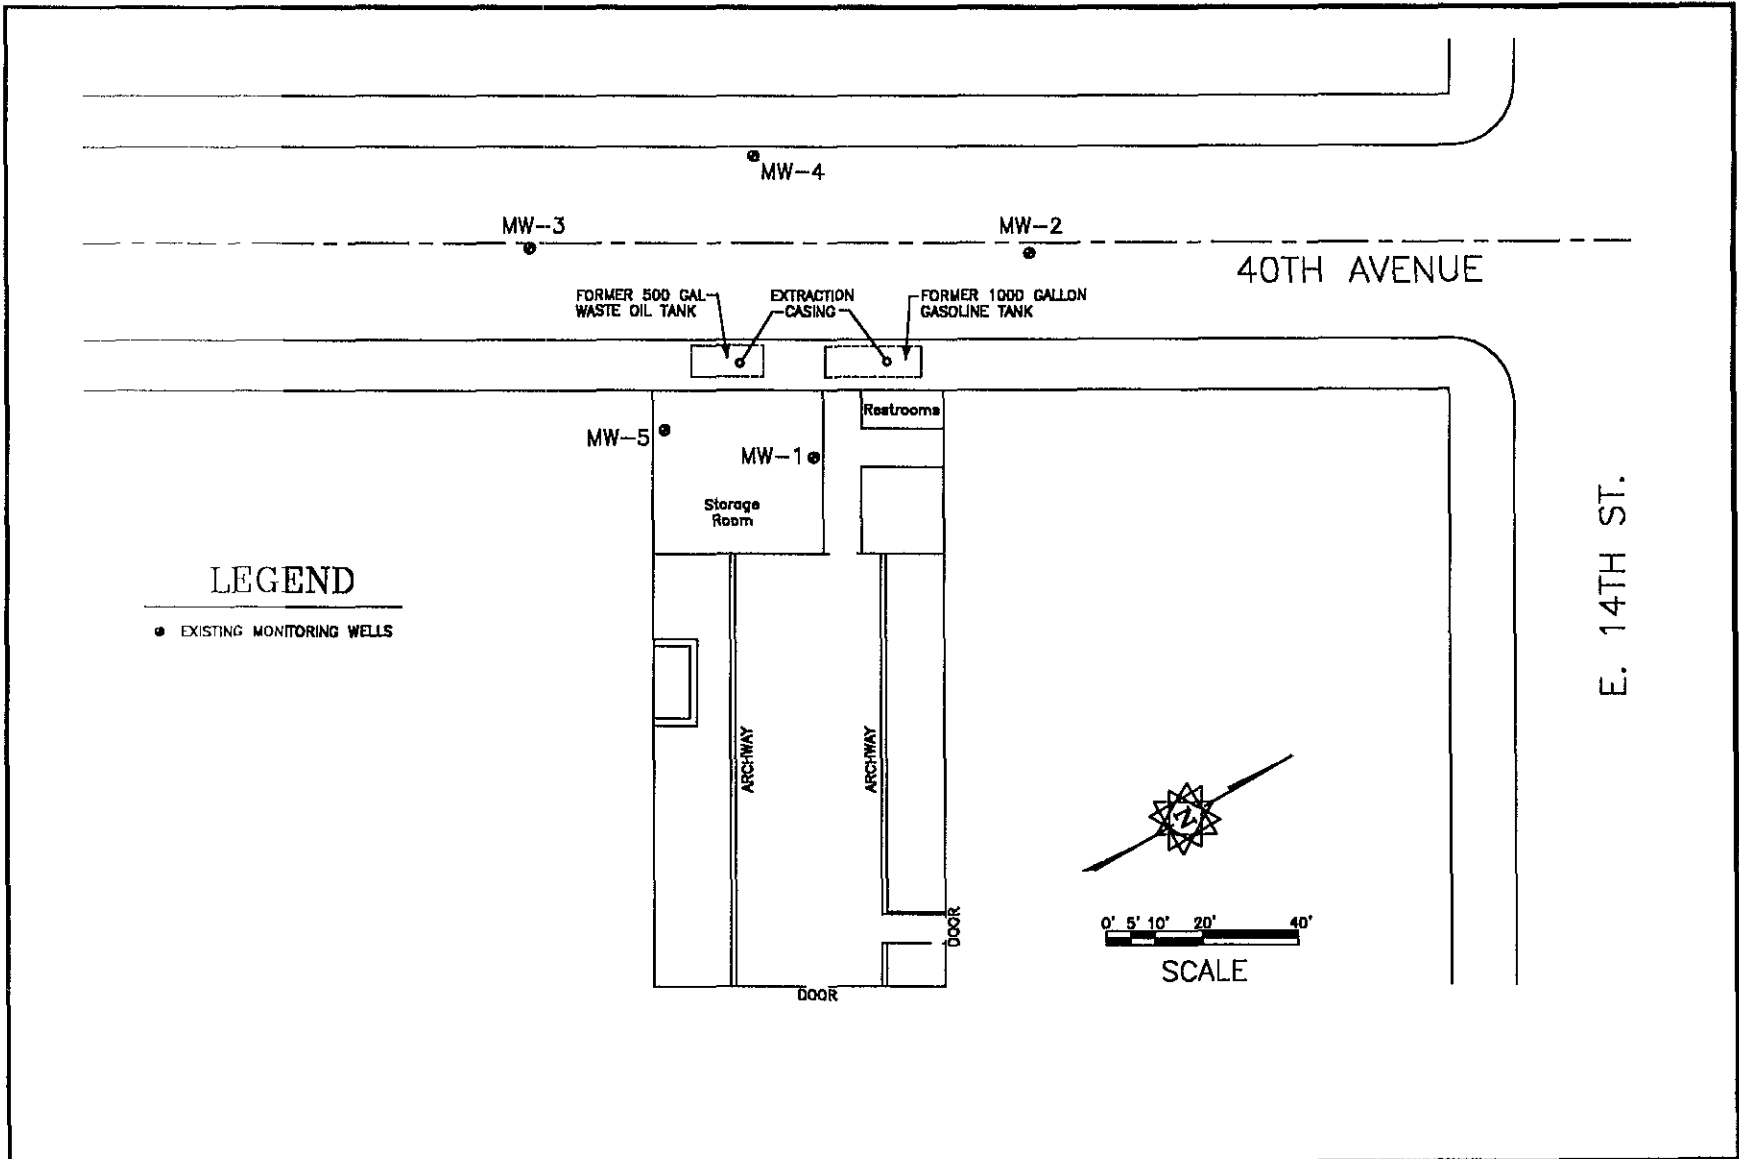 MW-4
MW-3
MW-2
40TH AVENUE
FORMER 500 GAL
WASTE OIL TANK
EXTRACTION
CASING
FORMER 1000 GALLON
GASOLINE TANK
Restrooms
MW-5
MW-1
Storage
Room
E. 14TH ST.
LEGEND
EXISTING MONITORING WELLS
ARCHWAY
ARCHWAY
N
0' 5' 10' 20' 40'
SCALE
DOOR
DOOR